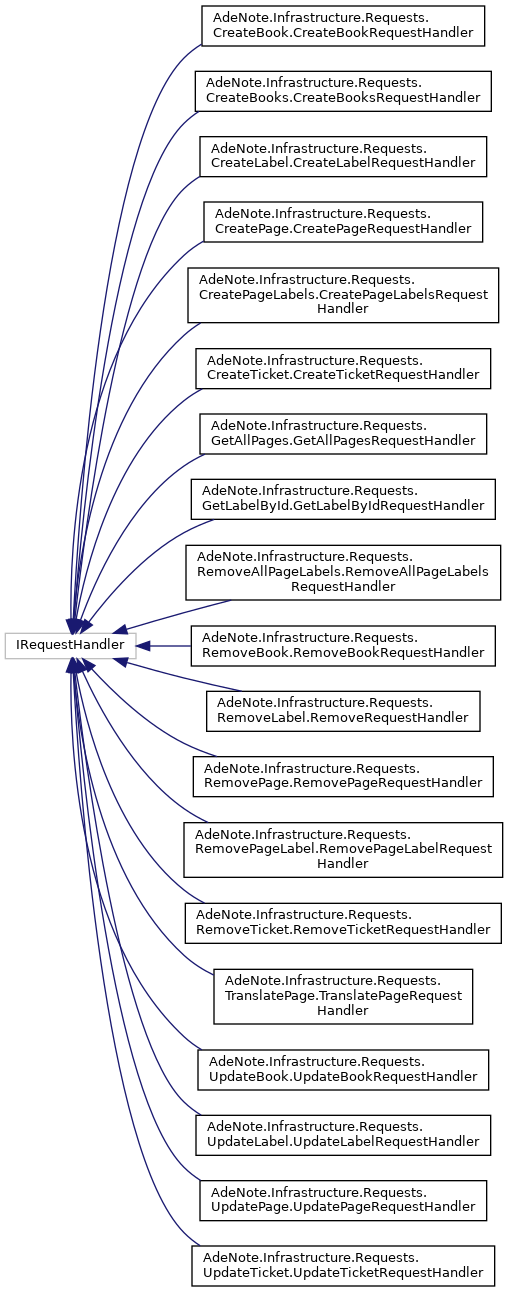 AdeNote.Infrastructure.Requests.
CreateBook.CreateBookRequestHandler
AdeNote.Infrastructure.Requests.
CreateBooks.CreateBooksRequestHandler
AdeNote.Infrastructure.Requests.
CreateLabel.CreateLabelRequestHandler
AdeNote.Infrastructure.Requests.
CreatePage.CreatePageRequestHandler
AdeNote.Infrastructure.Requests.
CreatePageLabels.CreatePageLabelsRequest
Handler
AdeNote.Infrastructure.Requests.
CreateTicket.CreateTicketRequestHandler
AdeNote.Infrastructure.Requests.
GetAllPages.GetAllPagesRequestHandler
AdeNote.Infrastructure.Requests.
GetLabelById.GetLabelByIdRequestHandler
AdeNote.Infrastructure.Requests.
RemoveAllPageLabels.RemoveAllPageLabels
RequestHandler
IRequestHandler
AdeNote.Infrastructure.Requests.
RemoveBook.RemoveBookRequestHandler
AdeNote.Infrastructure.Requests.
RemoveLabel.RemoveRequestHandler
AdeNote.Infrastructure.Requests.
RemovePage.RemovePageRequestHandler
AdeNote.Infrastructure.Requests.
RemovePageLabel.RemovePageLabelRequest
Handler
AdeNote.Infrastructure.Requests.
RemoveTicket.RemoveTicketRequestHandler
AdeNote.Infrastructure.Requests.
TranslatePage.TranslatePageRequest
Handler
AdeNote.Infrastructure.Requests.
UpdateBook.UpdateBookRequestHandler
AdeNote.Infrastructure.Requests.
UpdateLabel.UpdateLabelRequestHandler
AdeNote.Infrastructure.Requests.
UpdatePage.UpdatePageRequestHandler
AdeNote.Infrastructure.Requests.
UpdateTicket.UpdateTicketRequestHandler